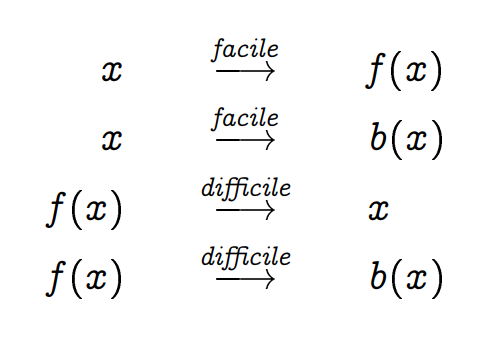 x facile⟶ f(x)
x facile⟶ b(x)
f(x) difficile⟶ x
f(x) difficile⟶ b(x)